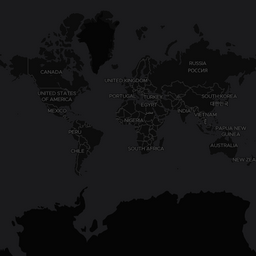 RUSSIA
РОССИЯ
CANADA
UNITED KINGDOM
UNITED STATES
OF AMERICA
PORTUGAL
TURKEY
SOUTH KOREA
EGYPT
MEXICO
VIETNAM
NIGERIA
PERU
PAPUA NEW
GUINEA
CHILE
SOUTH AFRICA
AUSTRALIA